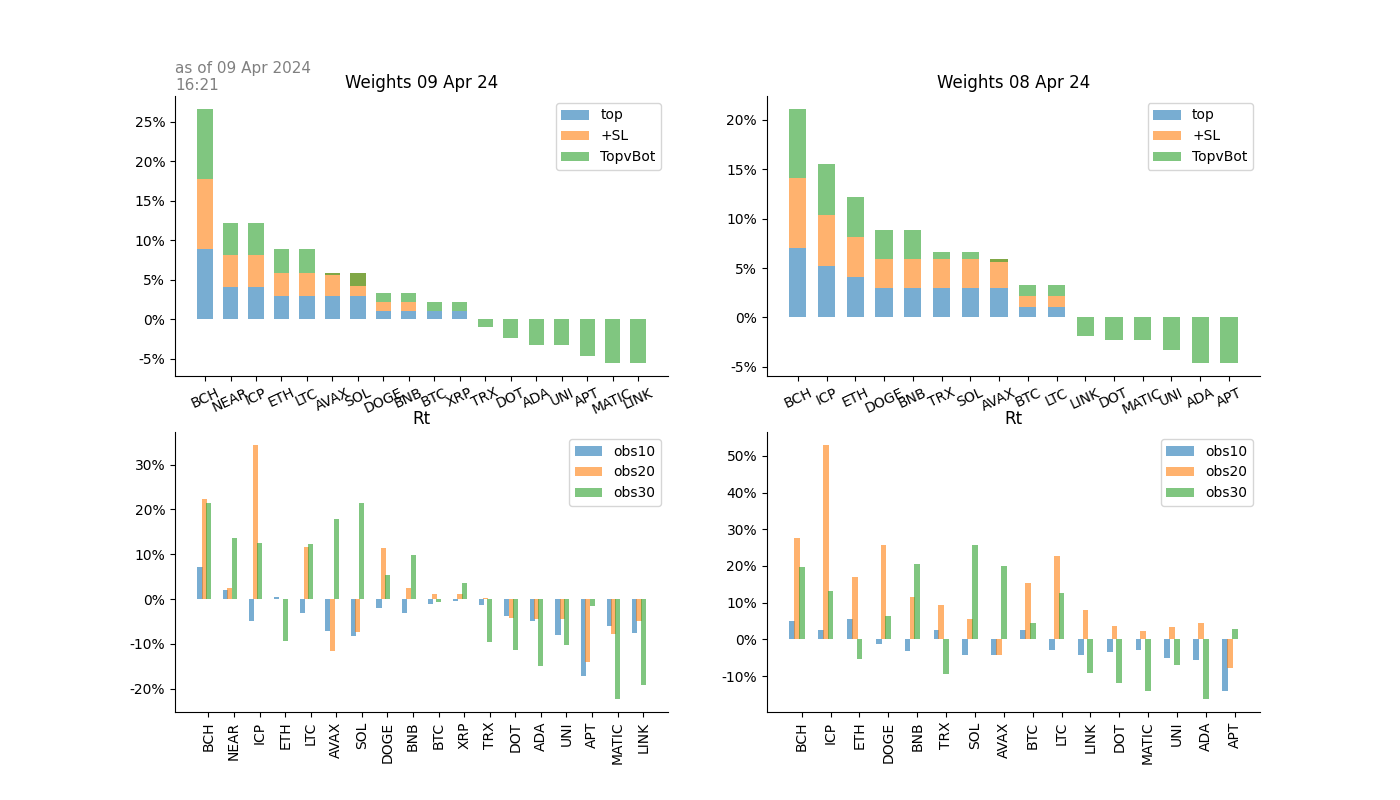 as of 09 Apr 2024
16:21
Weights 09 Apr 24
25%
20%
15%
10%
5%
0%
-5%
top
+SL
TopvBot
BCH NEAR ICP ETH LTC AVAX SOL DOGE BNB BTC XRP TRX DOT ADA UNI APT MATIC LINK
Weights 08 Apr 24
20%
15%
10%
5%
0%
-5%
top
+SL
TopvBot
BCH ICP ETH DOGE BNB TRX SOL AVAX BTC LTC LINK DOT MATIC UNI ADA APT
Rt
30%
20%
10%
0%
-10%
-20%
obs10
obs20
obs30
BCH NEAR ICP ETH LTC AVAX SOL DOGE BNB BTC XRP TRX DOT ADA UNI APT MATIC LINK
Rt
50%
40%
30%
20%
10%
0%
-10%
obs10
obs20
obs30
BCH ICP ETH DOGE BNB TRX SOL AVAX BTC LTC LINK DOT MATIC UNI ADA APT